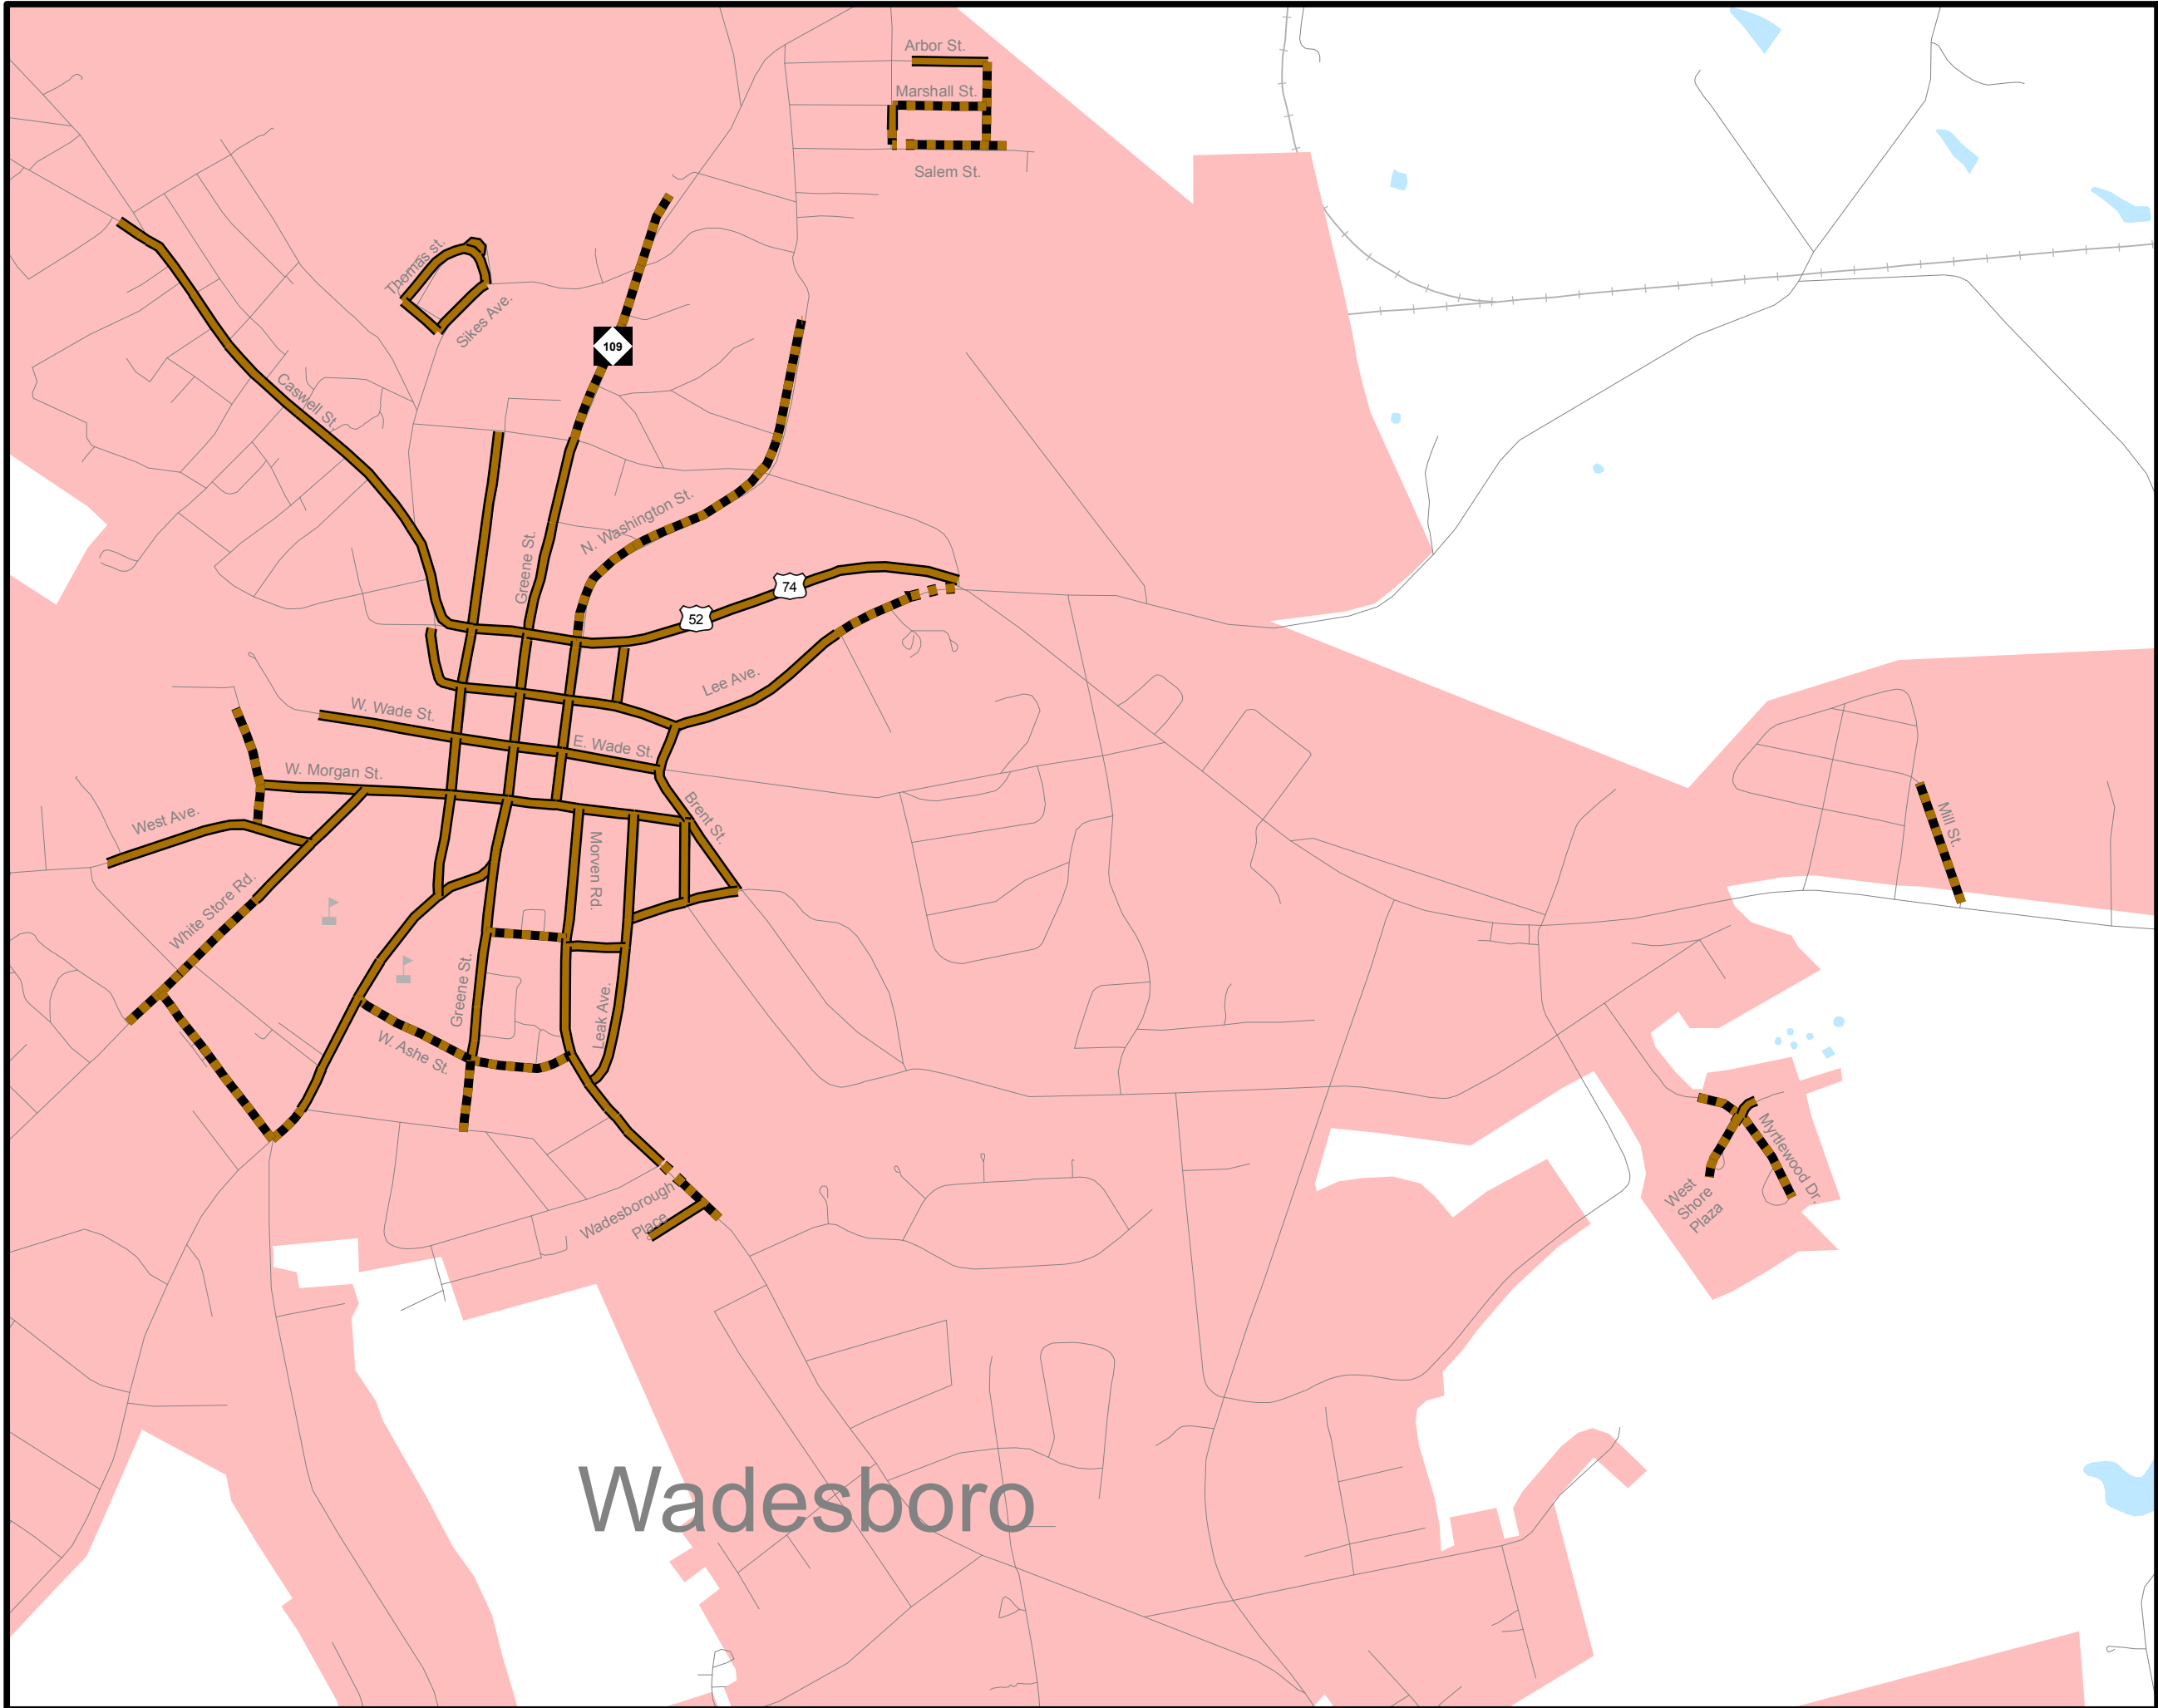 Arbor St.
Marshall St.
Salem St.
Thomas st.
Sikes Ave.
109
Caswell St.
N. Washington St.
Greene St.
74
52
Lee Ave.
W. Wade St.
E. Wade St.
W. Morgan St.
Brent St.
Mill St.
West Ave.
Morven Rd.
White Store Rd.
Greene St.
Leak Ave.
W. Ashe St.
Myrtlewood Dr.
West
Shore
Plaza
Wadesborough
Place
Wadesboro